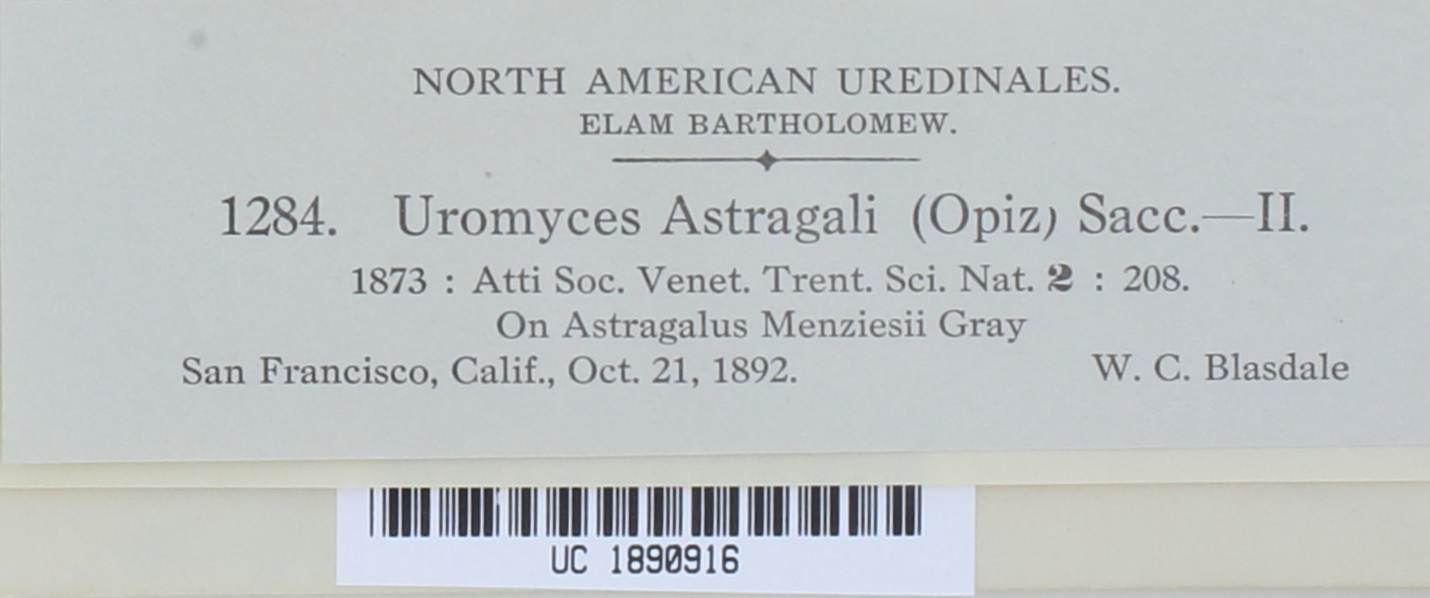 NORTH AMERICAN UREDINALES.
ELAM BARTHOLOMEW.
1284. Uromyces Astragali (Opiz) Sacc.—II.
1873 : Atti Soc. Venet. Trent. Sci. Nat. 2 : 208.
On Astragalus Menziesii Gray
San Francisco, Calif., Oct. 21, 1892. W. C. Blasdale
UC 1890916